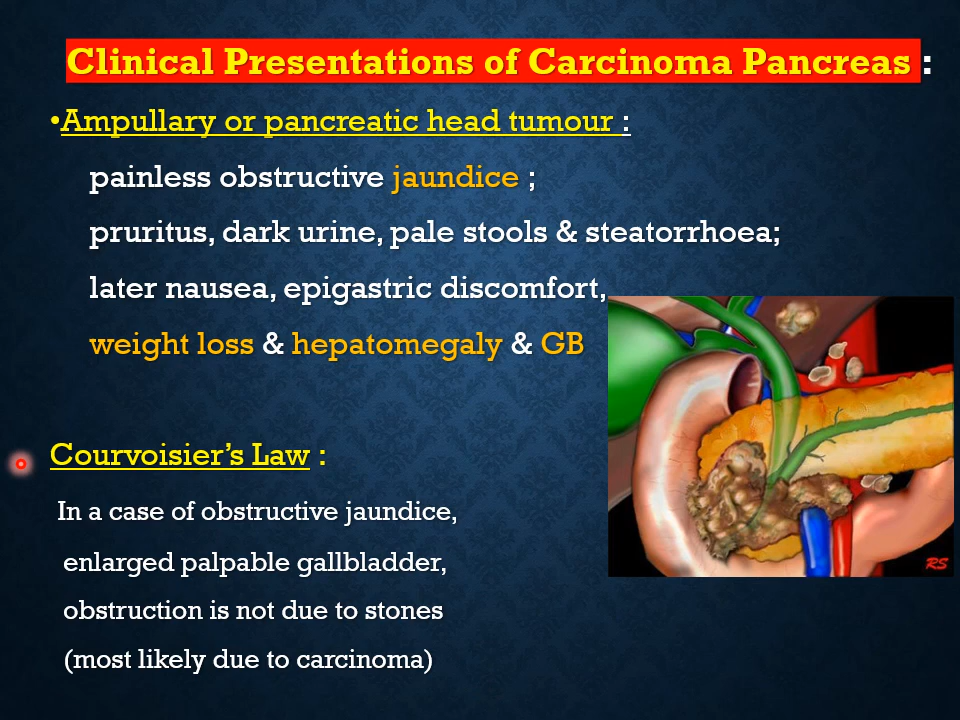 Clinical Presentations of Carcinoma Pancreas :
•Ampullary or pancreatic head tumour :
painless obstructive jaundice ;
pruritus, dark urine, pale stools & steatorrhoea;
later nausea, epigastric discomfort,
weight loss & hepatomegaly & GB
Courvoisier’s Law :
In a case of obstructive jaundice,
enlarged palpable gallbladder,
obstruction is not due to stones
(most likely due to carcinoma)
RS